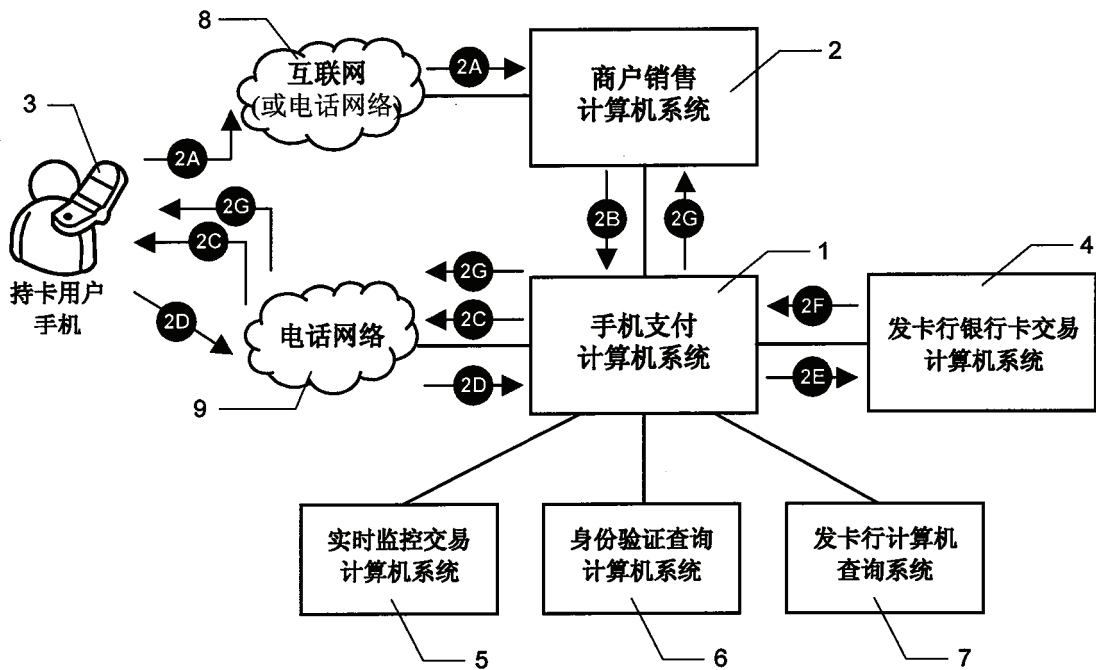 8
互联网
(或电话网络)
2A
商户销售
计算机系统
2
3
2A
2G
2C
持卡用户
手机
2D
2B
2G
1
4
2G
2C
2D
电话网络
9
手机支付
计算机系统
2F
2E
发卡行银行卡交易
计算机系统
实时监控交易
计算机系统
身份验证查询
计算机系统
发卡行计算机
查询系统
5
6
7